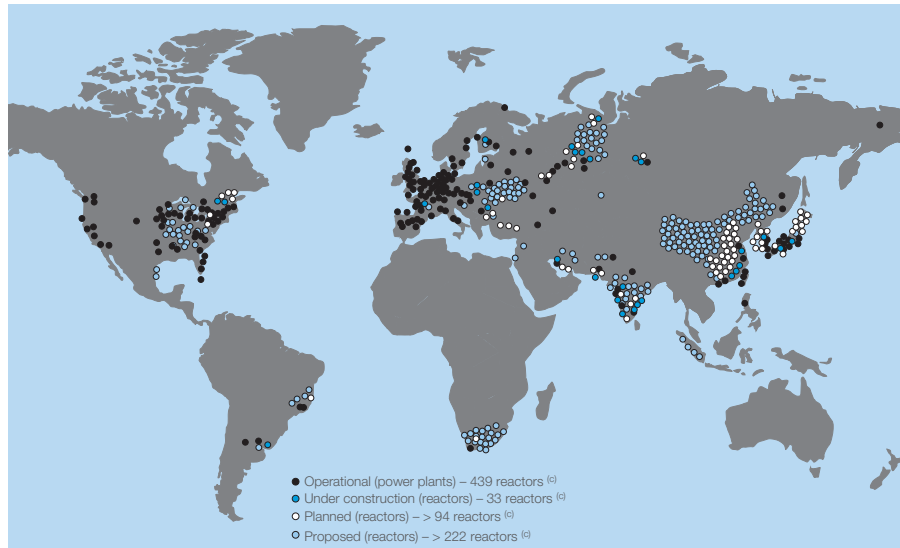 Operational (power plants) – 439 reactors (c)
Under construction (reactors) – 33 reactors (c)
Planned (reactors) – > 94 reactors (c)
Proposed (reactors) – > 222 reactors (c)